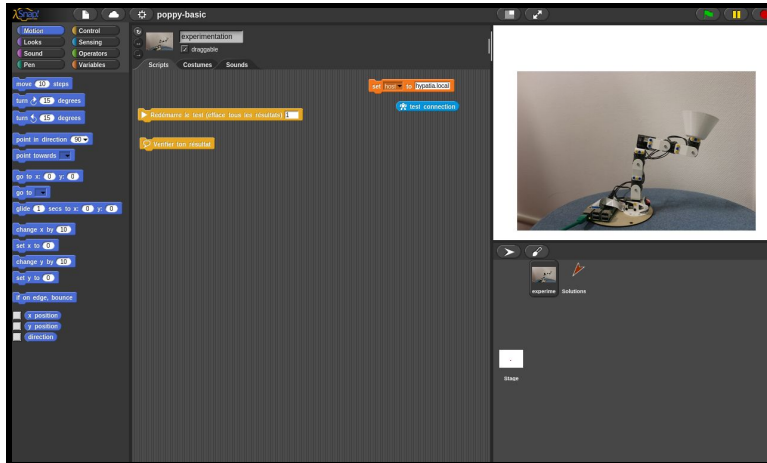 Snap!
poppy-basic
Motion
Control
Looks
Sensing
Sound
Operators
Pen
Variables
experimentation
draggable
Scripts Costumes Sounds
move 10 steps
turn 15 degrees
turn 15 degrees
point in direction 90
point towards
go to x: 0 y: 0
go to
glide 1 secs to x: 0 y: 0
change x by 10
set x to 0
change y by 10
set y to 0
if on edge, bounce
x position
y position
direction
set host to hypatia.local
test connection
Redémarre le test (efface tous les résultats) 1
Verifier ton resultat
experime
Solutions
Stage